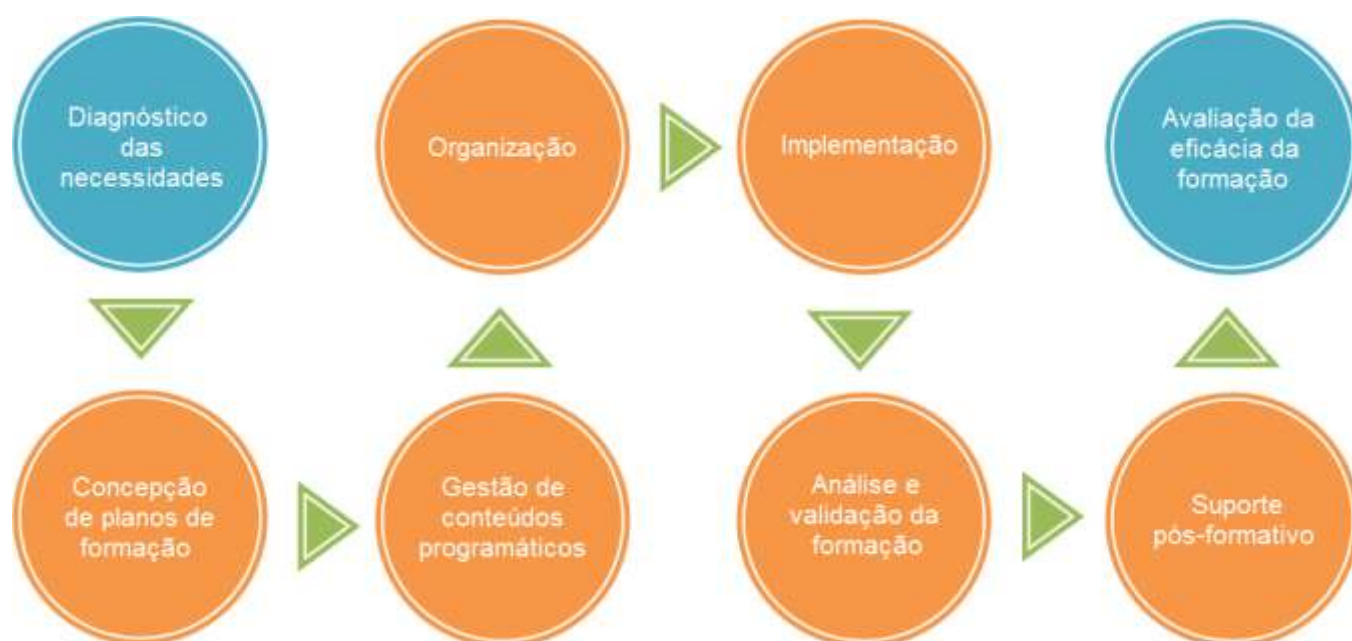 Diagnóstico
das
necessidades
Concepção
de planos de
formação
Gestão de
conteúdos
programáticos
Organização
Implementação
Análise e
validação da
formação
Suporte
pós-formativo
Avaliação da
eficácia da
formação